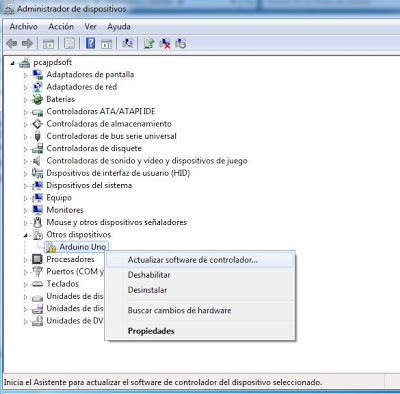 Administrador de dispositivos
Archivo Acción Ver Ayuda
pcajpdsoft
Adaptadores de pantalla
Adaptadores de red
Baterías
Controladoras ATA/ATAPI IDE
Controladoras de almacenamiento
Controladoras de bus serie universal
Controladoras de disquete
Controladoras de sonido y vídeo y dispositivos de juego
Dispositivos de interfaz de usuario (HID)
Dispositivos del sistema
Equipo
Monitores
Mouse y otros dispositivos señaladores
Otros dispositivos
Arduino Uno
Procesadores
Puertos (COM y
Teclados
Unidades de
Unidades de
Unidades de DV
Actualizar software de controlador...
Deshabilitar
Desinstalar
Buscar cambios de hardware
Propiedades
Inicia el Asistente para actualizar el software de controlador del dispositivo seleccionado.